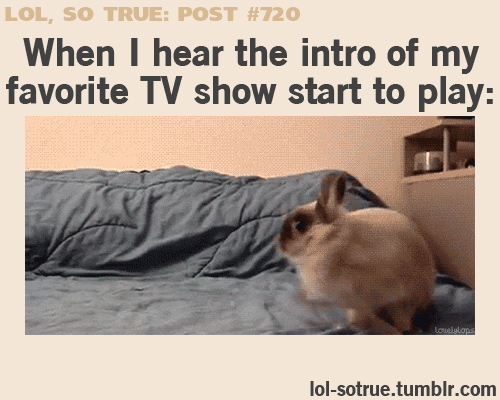 LOL, SO TRUE: POST #720
When I hear the intro of my
favorite TV show start to play:
lovelylops
lol-sotrue.tumblr.com